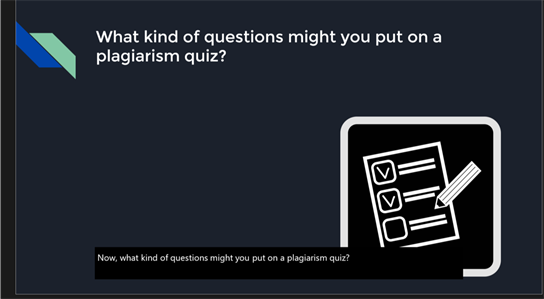 What kind of questions might you put on a
plagiarism quiz?
Now, what kind of questions might you put on a plagiarism quiz?